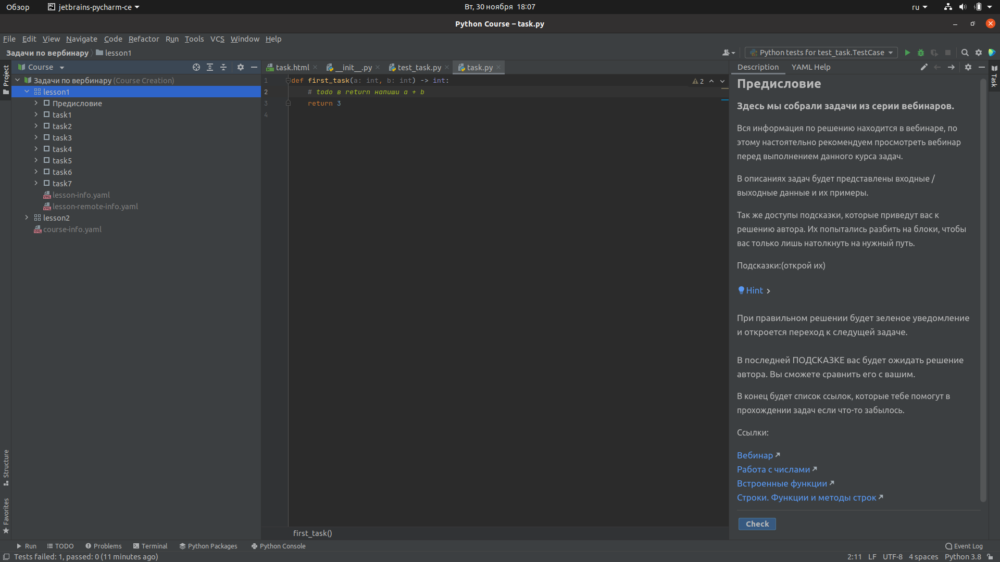 Обзор
jetbrains-pycharm-ce
Вт, 30 ноября 18:07
ru
Python Course – task.py
File Edit View Navigate Code Refactor Run Tools VCS Window Help
Задачи по вербинару lesson1
Python tests for test_task.TestCase
Project
Course
task.html
__init__.py
test_task.py
task.py
Description
YAML Help
Task
Задачи по вербинару (Course Creation)
lesson1
Предисловие
task1
task2
task3
task4
task5
task6
task7
lesson-info.yaml
lesson-remote-info.yaml
lesson2
course-info.yaml
1 def first_task(a: int, b: int) -> int:
2 # todo в return напиши a + b
3 return 3
4
2
first_task()
Предисловие
Здесь мы собрали задачи из серии вебинаров.
Вся информация по решению находится в вебинаре, по
этому настоятельно рекомендуем просмотреть вебинар
перед выполнением данного курса задач.
В описаниях задач будет представлены входные /
выходные данные и их примеры.
Так же доступы подсказки, которые приведут вас к
решению автора. Их попытались разбить на блоки, чтобы
вас только лишь натолкнуть на нужный путь.
Подсказки:(открой их)
Hint
При правильном решении будет зеленое уведомление
и откроется переход к следущей задаче.
В последней ПОДСКАЗКЕ вас будет ожидать решение
автора. Вы сможете сравнить его с вашим.
В конец будет список ссылок, которые тебе помогут в
прохождении задач если что-то забылось.
Ссылки:
Вебинар
Работа с числами
Встроенные функции
Строки. Функции и методы строк
Check
Structure
Favorites
Run TODO Problems Terminal Python Packages Python Console
Event Log
Tests failed: 1, passed: 0 (11 minutes ago)
2:11 LF UTF-8 4 spaces Python 3.8